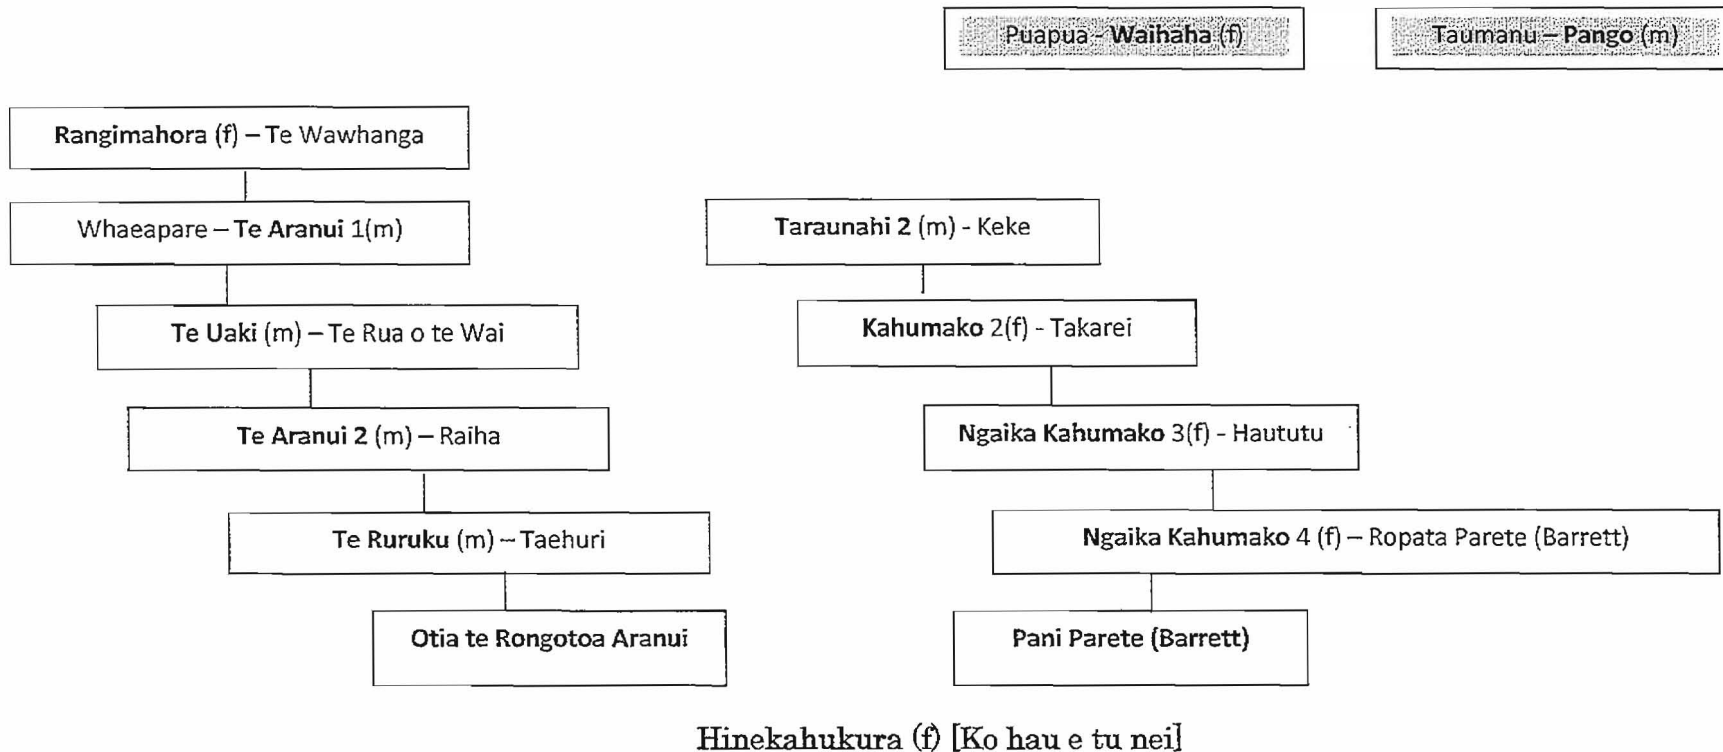 Puapua - Waihaha (f)
Taumanu – Pango (m)
Rangimahora (f) – Te Wawhanga
Whaeapare – Te Aranui 1(m)
Te Uaki (m) – Te Rua o te Wai
Te Aranui 2 (m) – Raiha
Te Ruruku (m) – Taehuri
Otia te Rongotoa Aranui
Taraunahi 2 (m) - Keke
Kahumako 2(f) - Takarei
Ngaika Kahumako 3(f) - Haututu
Ngaika Kahumako 4 (f) – Ropata Parete (Barrett)
Pani Parete (Barrett)
Hinekahukura (f) [Ko hau e tu nei]